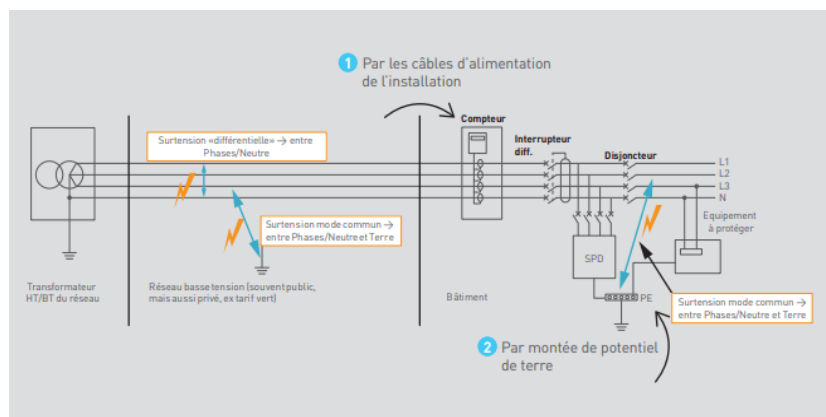 1 Par les câbles d'alimentation
de l'installation
Compteur
Surtension «différentielle» → entre
Phases/Neutre
Interrupteur
diff.
Disjoncteur
L1
L2
L3
N
Surtension mode commun →
entre Phases/Neutre et Terre
Equipement
à protéger
SPD
Transformateur
HT/BT du réseau
Réseau basse tension (souvent public,
mais aussi privé, ex tarif vert)
Bâtiment
PE
Surtension mode commun →
entre Phases/Neutre et Terre
2 Par montée de potentiel
de terre